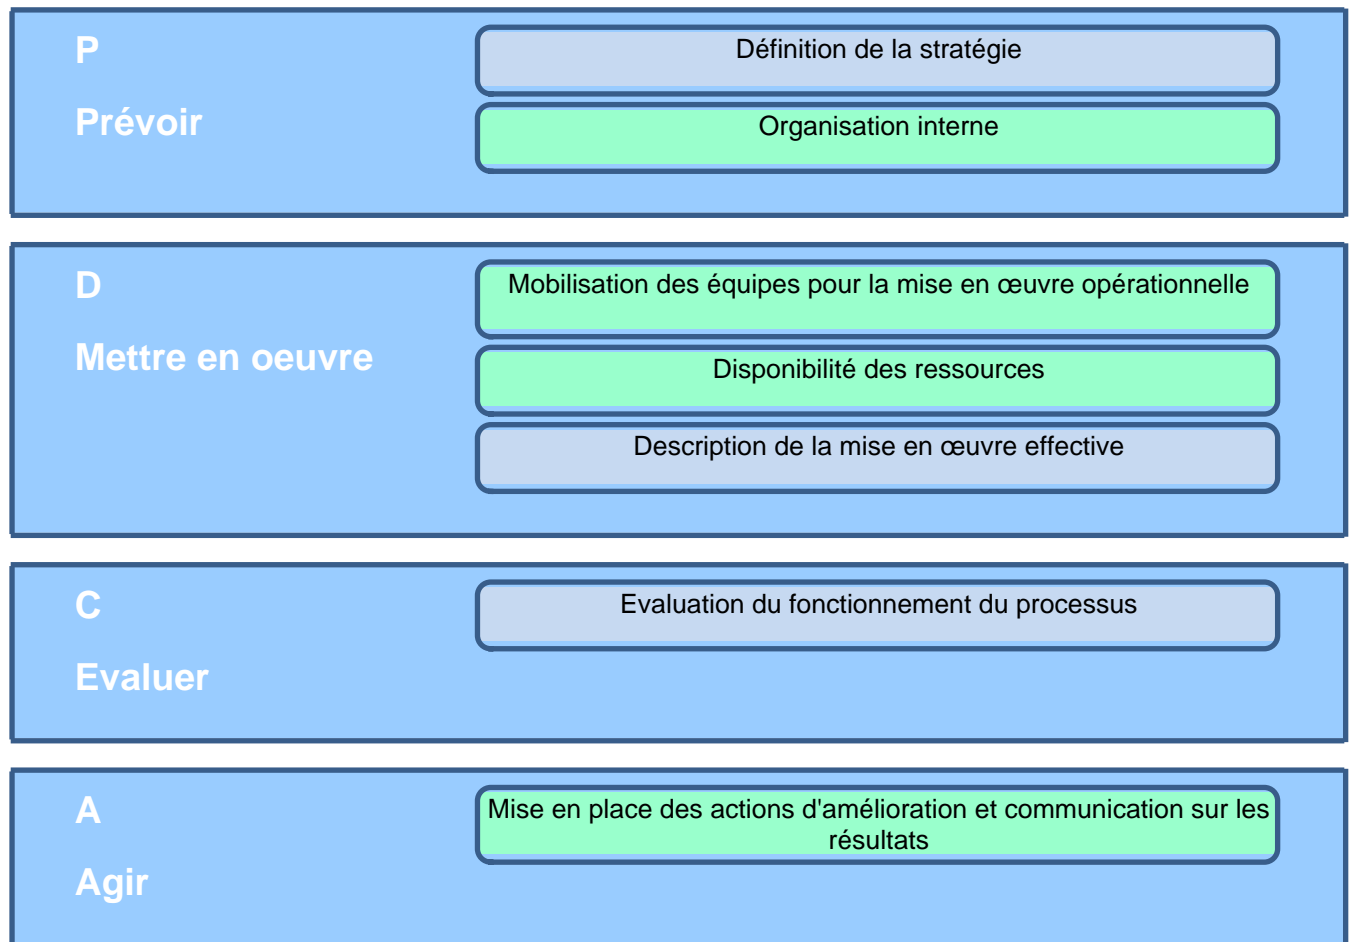 P
Prévoir
Définition de la stratégie
Organisation interne
D
Mettre en oeuvre
Mobilisation des équipes pour la mise en œuvre opérationnelle
Disponibilité des ressources
Description de la mise en œuvre effective
C
Evaluer
Evaluation du fonctionnement du processus
A
Agir
Mise en place des actions d'amélioration et communication sur les
résultats